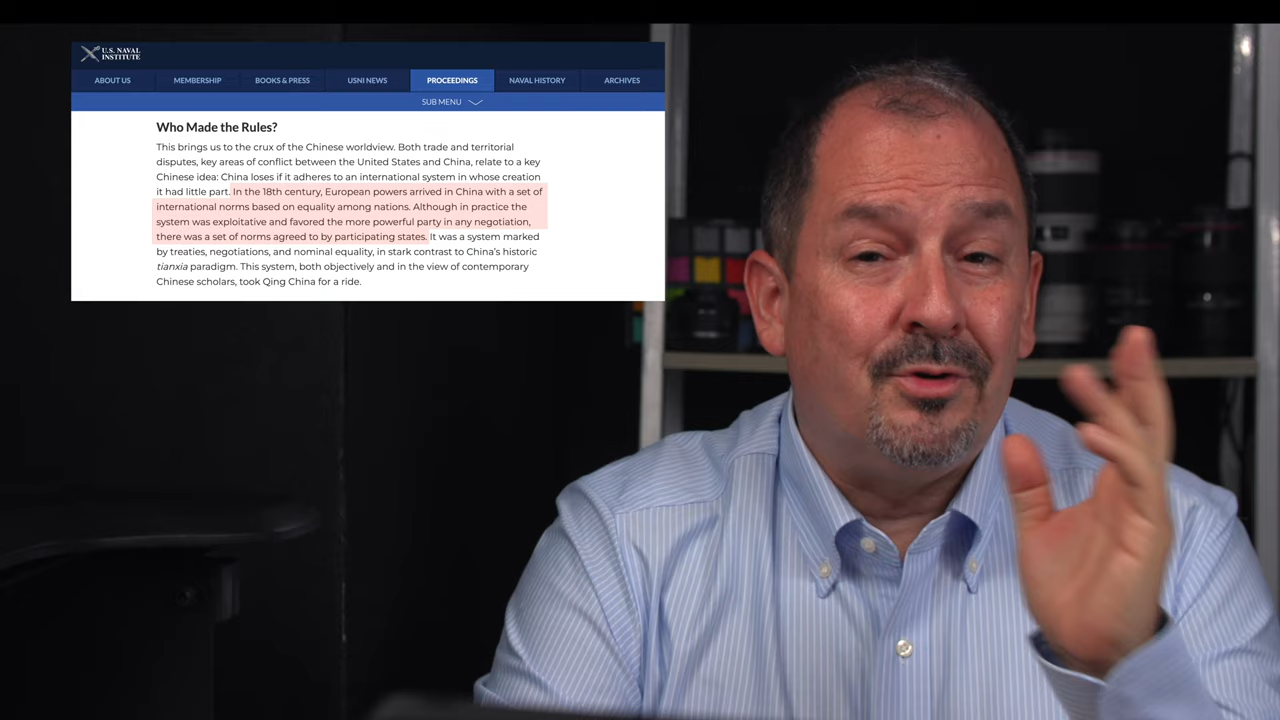 U.S. NAVAL
INSTITUTE
ABOUT US MEMBERSHIP BOOKS & PRESS USNI NEWS PROCEEDINGS NAVAL HISTORY ARCHIVES
SUB MENU
Who Made the Rules?
This brings us to the crux of the Chinese worldview. Both trade and territorial
disputes, key areas of conflict between the United States and China, relate to a key
Chinese idea: China loses if it adheres to an international system in whose creation
it had little part. In the 18th century, European powers arrived in China with a set of
international norms based on equality among nations. Although in practice the
system was exploitative and favored the more powerful party in any negotiation,
there was a set of norms agreed to by participating states. It was a system marked
by treaties, negotiations, and nominal equality, in stark contrast to China’s historic
tianxia paradigm. This system, both objectively and in the view of contemporary
Chinese scholars, took Qing China for a ride.